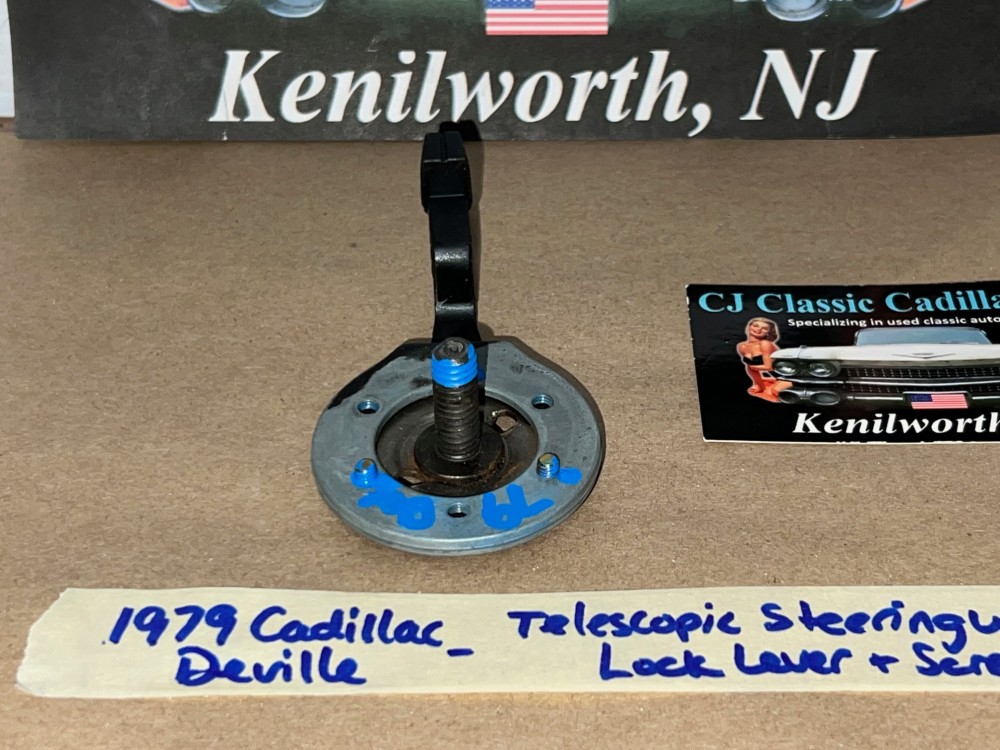 Kenilworth, NJ
CJ Classic Cadilla
Specializing in used classic auto
Kenilworth
79
1979 Cadillac - Telescopic Steering
Deville Lock Lever + Scre